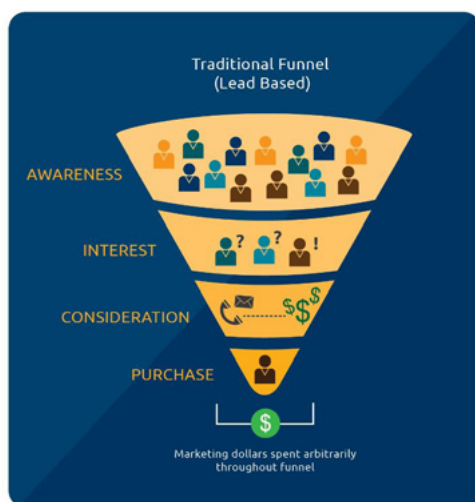 Traditional Funnel
(Lead Based)
AWARENESS
INTEREST
? ? !
CONSIDERATION
$$$
PURCHASE
$
Marketing dollars spent arbitrarily
throughout funnel